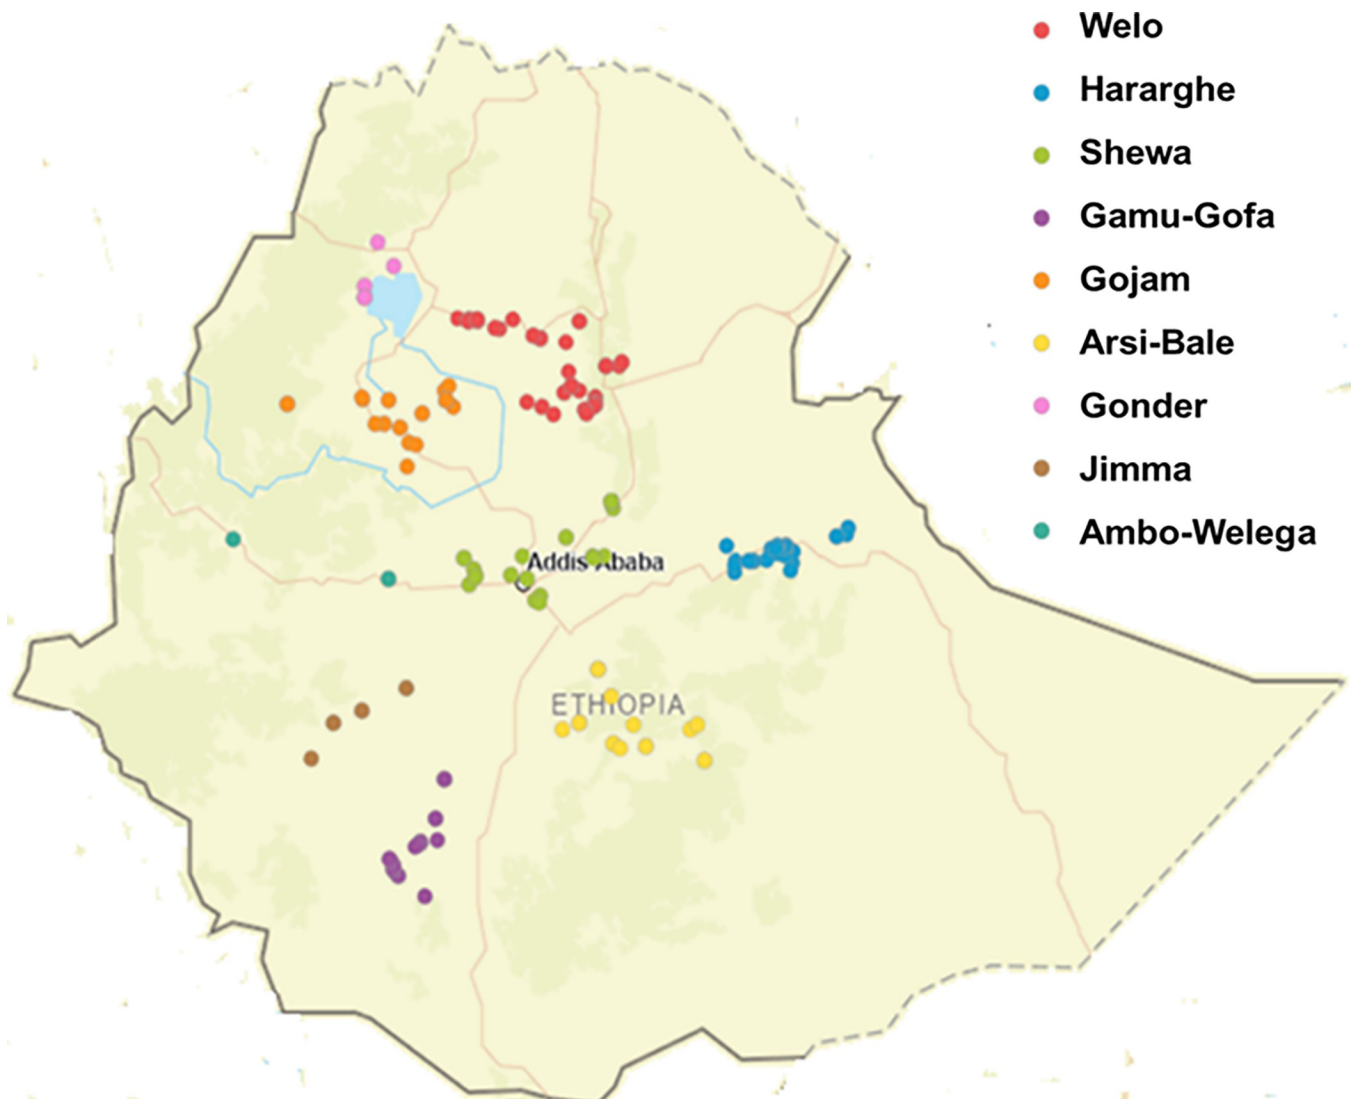 Welo
Hararghe
Shewa
Gamu-Gofa
Gojam
Arsi-Bale
Gonder
Jimma
Ambo-Welega
Addis Ababa
ETHIOPIA